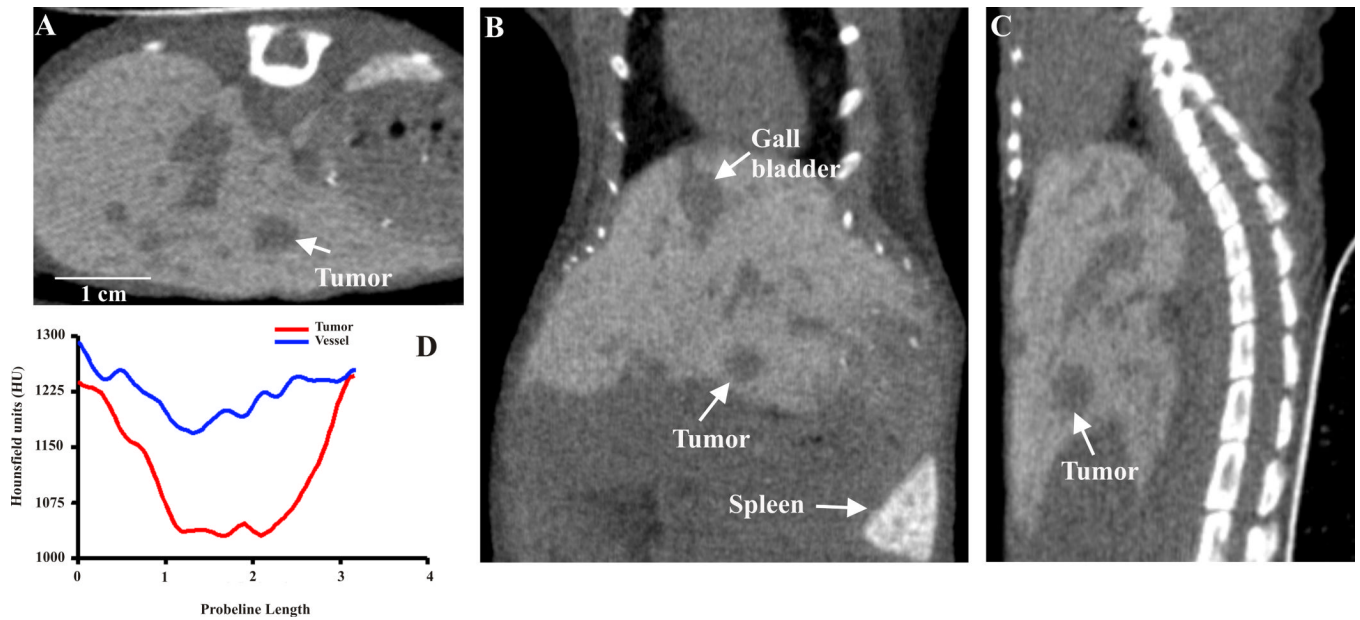 A
Tumor
1 cm
B
Gall
bladder
Tumor
Spleen
C
Tumor
D
Tumor
Vessel
Hounsfield units (HU)
1300
1225
1150
1075
1000
0 1 2 3 4
Probeline Length